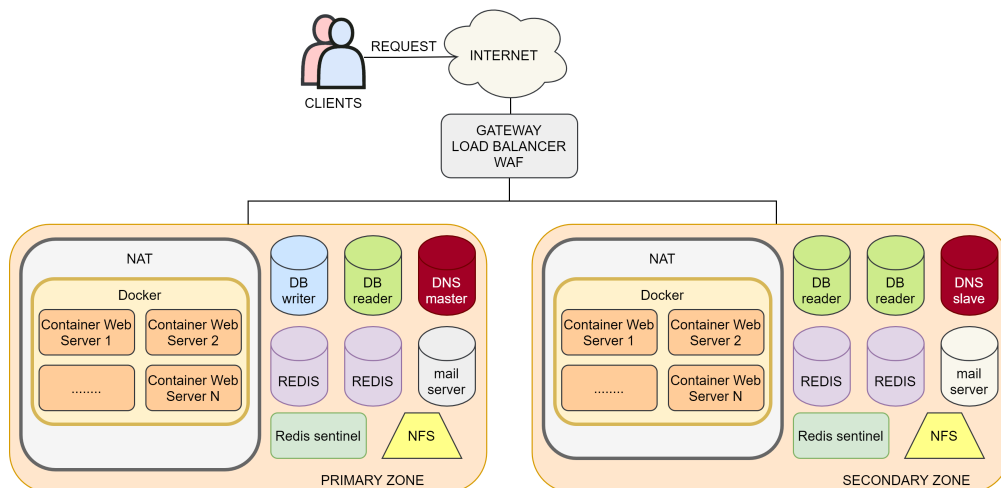 REQUEST
INTERNET
CLIENTS
GATEWAY
LOAD BALANCER
WAF
NAT
Docker
Container Web
Server 1
Container Web
Server 2
........
Container Web
Server N
DB
writer
DB
reader
DNS
master
REDIS
REDIS
mail
server
Redis sentinel
NFS
PRIMARY ZONE
NAT
Docker
Container Web
Server 1
Container Web
Server 2
........
Container Web
Server N
DB
reader
DB
reader
DNS
slave
REDIS
REDIS
mail
server
Redis sentinel
NFS
SECONDARY ZONE